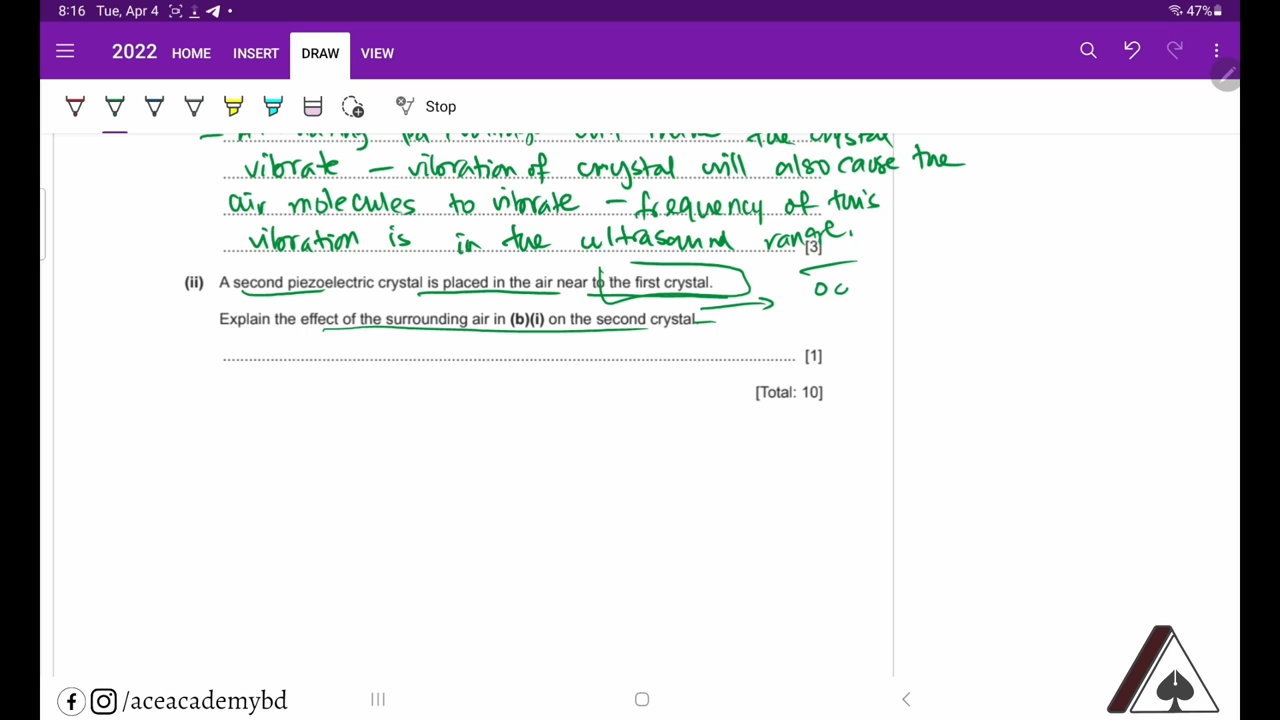 8:16 Tue, Apr 4 47%
2022 HOME INSERT DRAW VIEW
Stop
the crystal
vibrate – vibration of crystal will also cause the
air molecules to vibrate – frequency of this
vibration is in the ultrasound range.
[3]
(ii) A second piezoelectric crystal is placed in the air near to the first crystal.
Explain the effect of the surrounding air in (b)(i) on the second crystal.
[1]
[Total: 10]
/aceacademybd